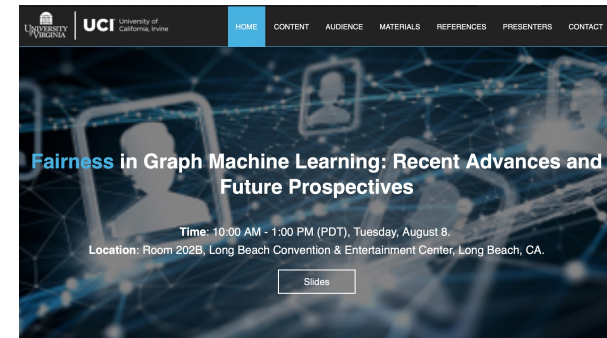 UNIVERSITY of VIRGINIA
UCI University of California, Irvine
HOME CONTENT AUDIENCE MATERIALS REFERENCES PRESENTERS CONTACT
Fairness in Graph Machine Learning: Recent Advances and
Future Prospectives
Time: 10:00 AM - 1:00 PM (PDT), Tuesday, August 8.
Location: Room 202B, Long Beach Convention & Entertainment Center, Long Beach, CA.
Slides